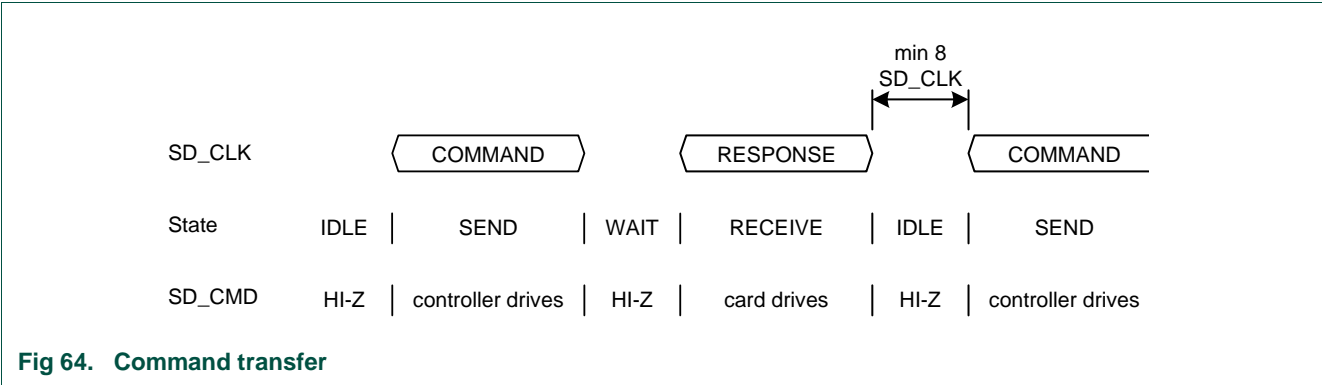 min 8
SD_CLK
SD_CLK COMMAND RESPONSE COMMAND
State IDLE SEND WAIT RECEIVE IDLE SEND
SD_CMD HI-Z controller drives HI-Z card drives HI-Z controller drives
Fig 64. Command transfer